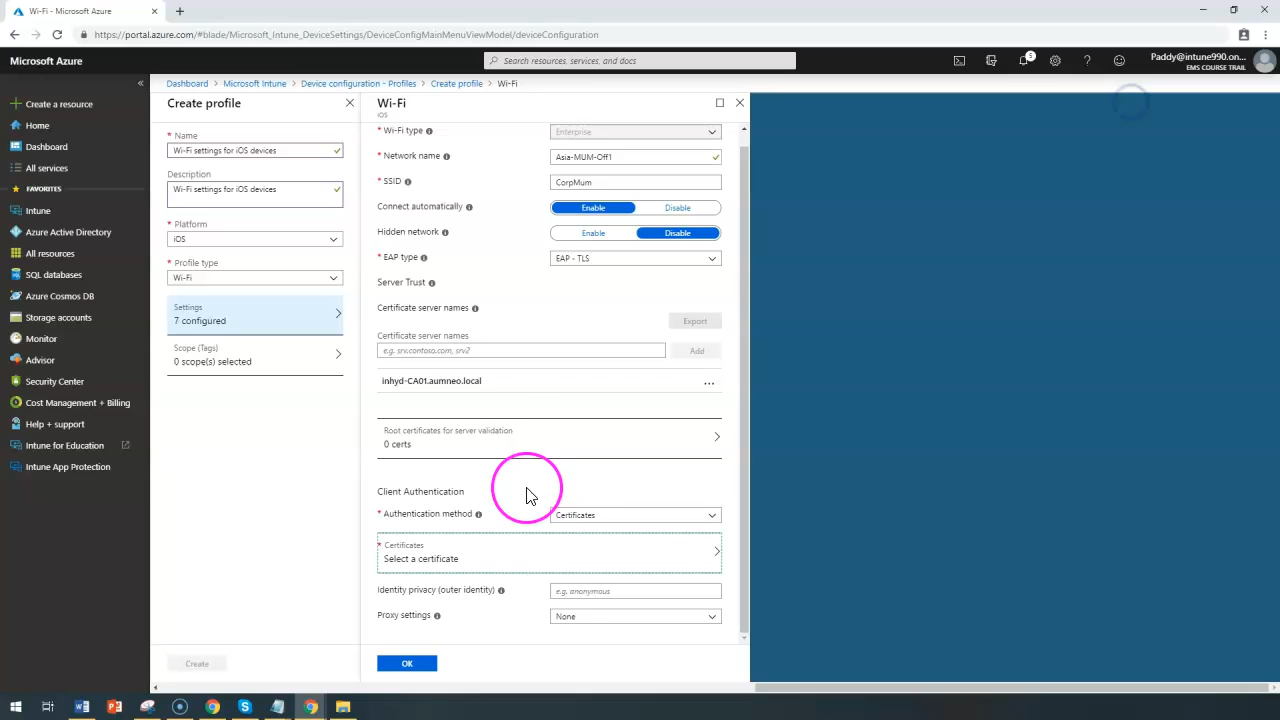 Wi-Fi - Microsoft Azure
https://portal.azure.com/#blade/Microsoft_Intune_DeviceSettings/DeviceConfigMainMenuViewModel/deviceConfiguration
Microsoft Azure
Search resources, services, and docs
Paddy@intune990.on...
EMS COURSE TRAIL
Dashboard
Microsoft Intune
Device configuration - Profiles
Create profile
Wi-Fi
Create a resource
Home
Dashboard
All services
FAVORITES
Intune
Azure Active Directory
All resources
SQL databases
Azure Cosmos DB
Storage accounts
Monitor
Advisor
Security Center
Cost Management + Billing
Help + support
Intune for Education
Intune App Protection
Create profile
* Name
Wi-Fi settings for iOS devices
Description
Wi-Fi settings for iOS devices
* Platform
iOS
* Profile type
Wi-Fi
Settings
7 configured
Scope (Tags)
0 scope(s) selected
Create
Wi-Fi
iOS
* Wi-Fi type
Enterprise
* Network name
Asia-MUM-Off1
* SSID
CorpMum
Connect automatically
Enable Disable
Hidden network
Enable Disable
* EAP type
EAP - TLS
Server Trust
Certificate server names
Export
Certificate server names
e.g. srv.contoso.com, srv2
Add
inhyd-CA01.aumneo.local
...
Root certificates for server validation
0 certs
Client Authentication
* Authentication method
Certificates
* Certificates
Select a certificate
Identity privacy (outer identity)
e.g. anonymous
Proxy settings
None
OK